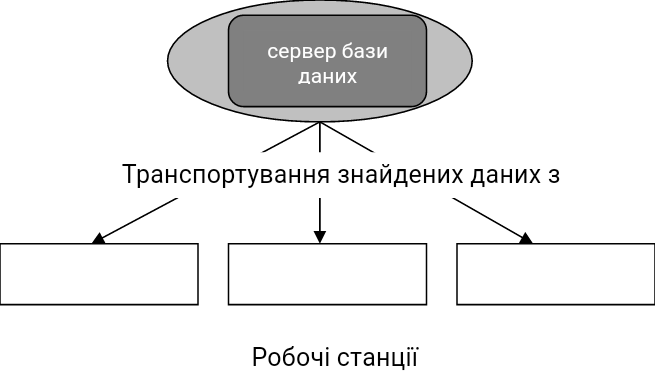 сервер бази
даних
Транспортування знайдених даних з
Робочі станції